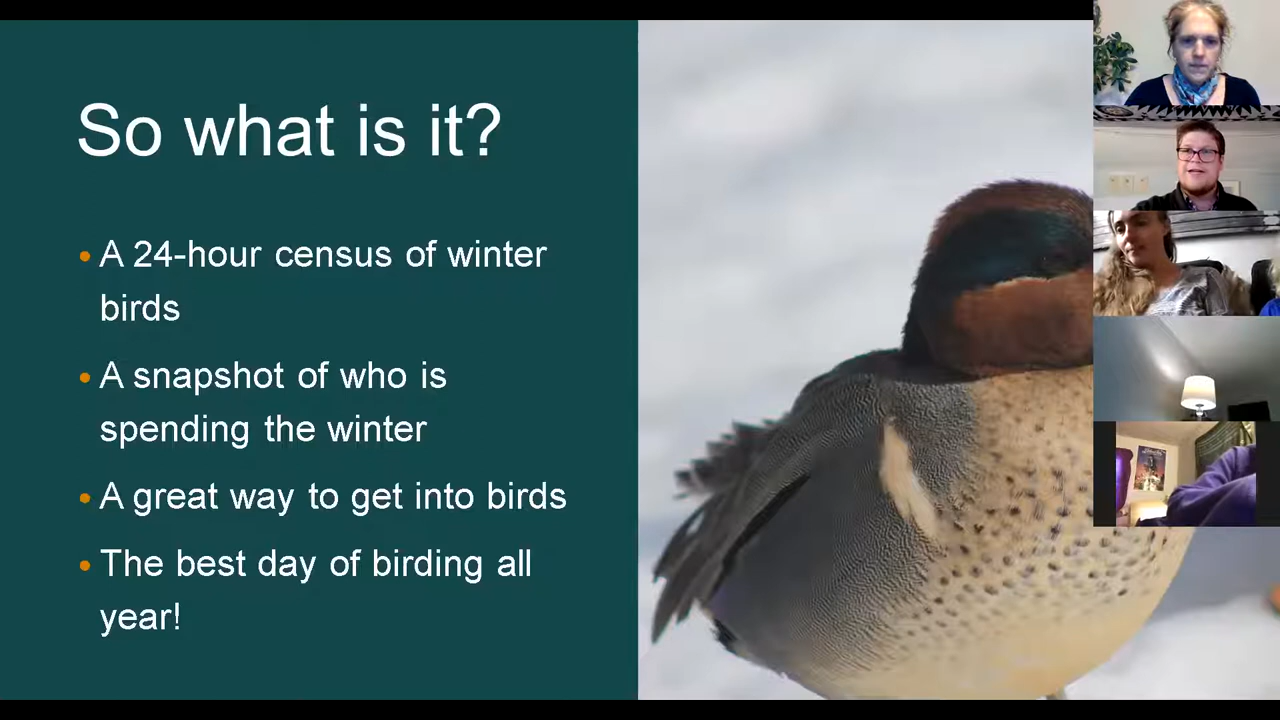 So what is it?
A 24-hour census of winter
birds
A snapshot of who is
spending the winter
A great way to get into birds
The best day of birding all
year!